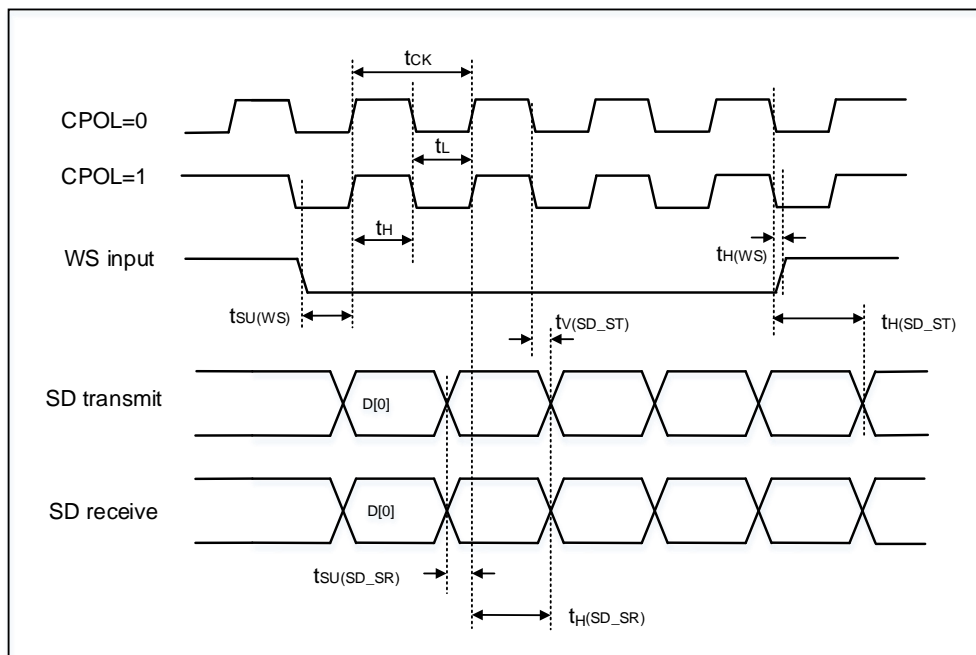 tCK
CPOL=0
tL
CPOL=1
tH
tH(WS)
WS input
tSU(WS)
tV(SD_ST)
tH(SD_ST)
SD transmit
D[0]
SD receive
D[0]
tSU(SD_SR)
tH(SD_SR)